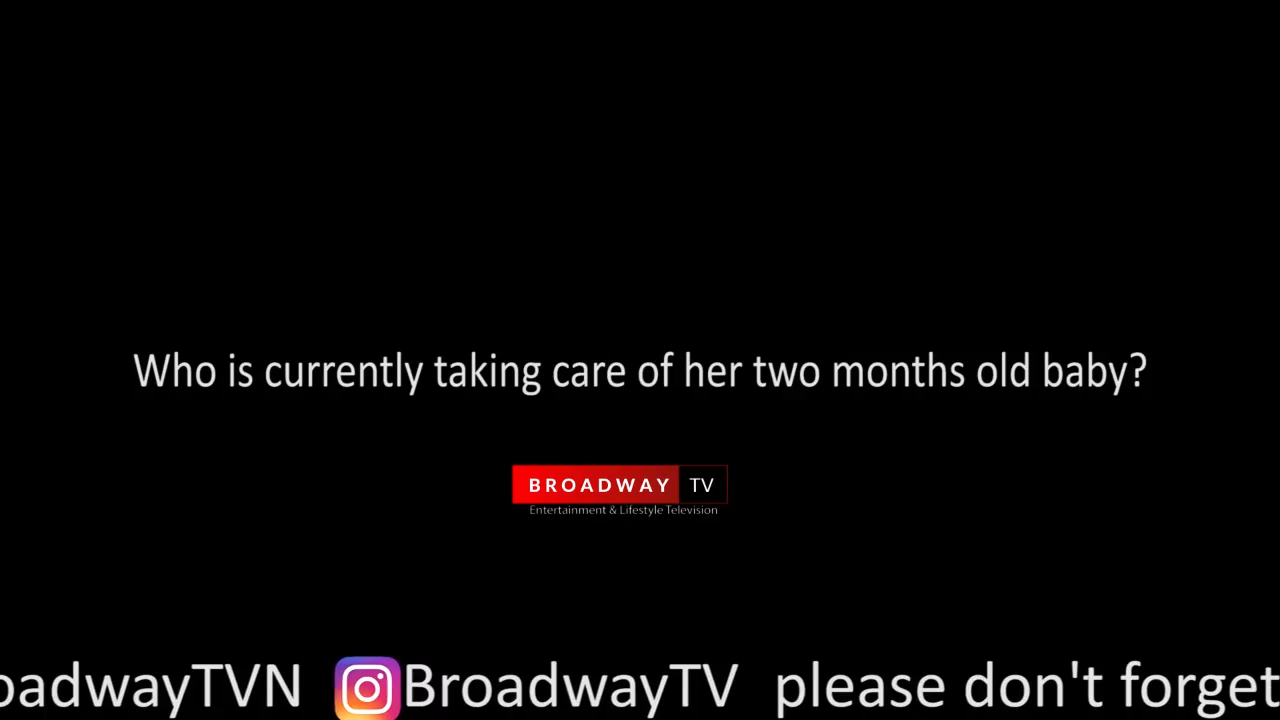 Who is currently taking care of her two months old baby?
BROADWAY TV
Entertainment & Lifestyle Television
oadwayTVN BroadwayTV please don't forget